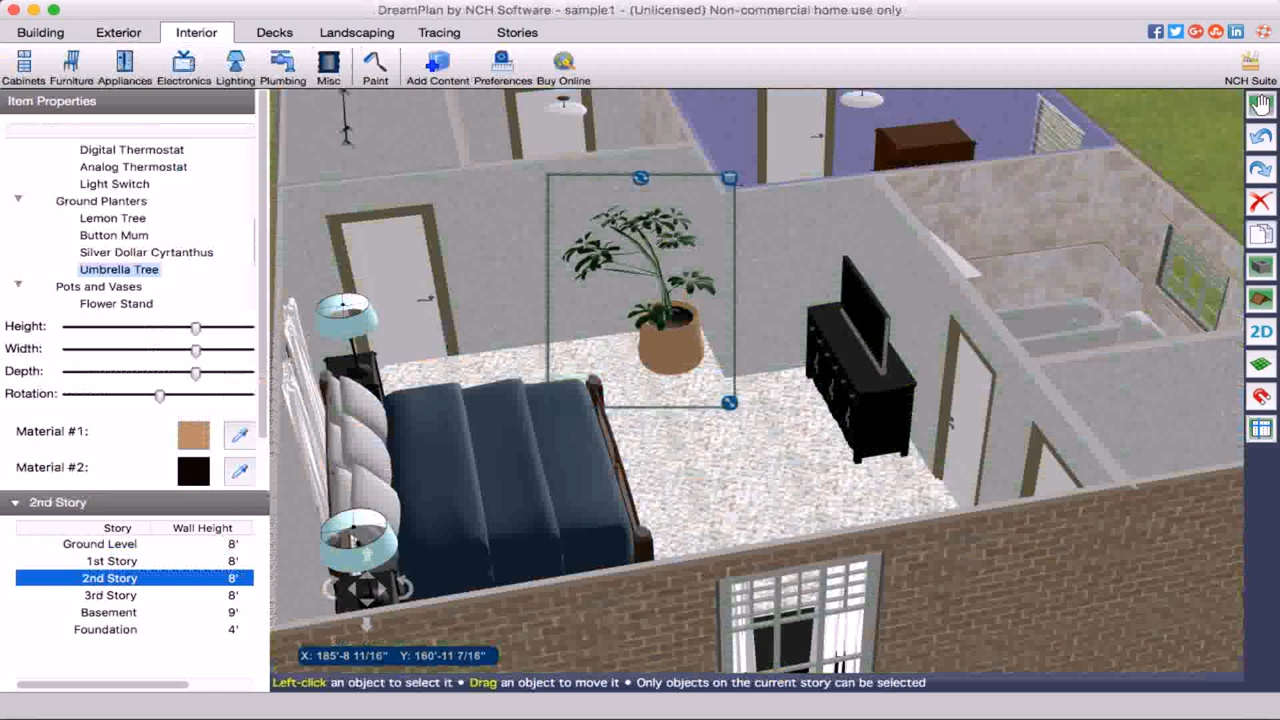 DreamPlan by NCH Software - sample1 - (Unlicensed) Non-commercial home use only
Building Exterior Interior Decks Landscaping Tracing Stories
Cabinets Furniture Appliances Electronics Lighting Plumbing Misc Paint Add Content Preferences Buy Online NCH Suite
Item Properties
Digital Thermostat
Analog Thermostat
Light Switch
Ground Planters
Lemon Tree
Button Mum
Silver Dollar Cyrtanthus
Umbrella Tree
Pots and Vases
Flower Stand
Height:
Width:
Depth:
Rotation:
Material #1:
Material #2:
2nd Story
Story Wall Height
Ground Level 8'
1st Story 8'
2nd Story 8'
3rd Story 8'
Basement 9'
Foundation 4'
2D
X: 185'-8 11/16" Y: 160'-11 7/16"
Left-click an object to select it • Drag an object to move it • Only objects on the current story can be selected